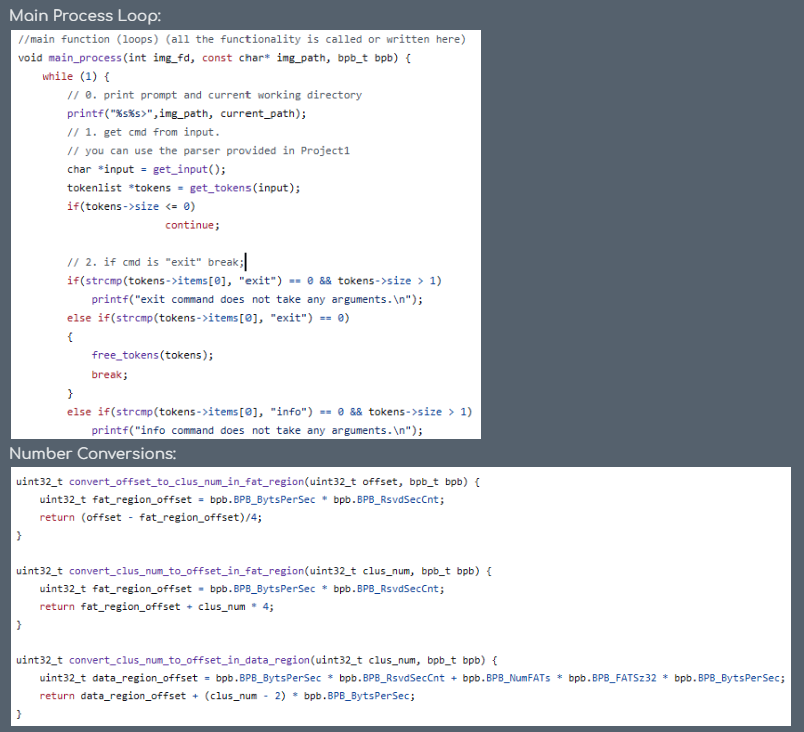 Main Process Loop:
//main function (loops) (all the functionality is called or written here)
void main_process(int img_fd, const char* img_path, bpb_t bpb) {
    while (1) {
        // 0. print prompt and current working directory
        printf("%s%s>",img_path, current_path);
        // 1. get cmd from input.
        // you can use the parser provided in Project1
        char *input = get_input();
        tokenlist *tokens = get_tokens(input);
        if(tokens->size <= 0)
                        continue;
        // 2. if cmd is "exit" break;
        if(strcmp(tokens->items[0], "exit") == 0 && tokens->size > 1)
            printf("exit command does not take any arguments.\n");
        else if(strcmp(tokens->items[0], "exit") == 0)
        {
            free_tokens(tokens);
            break;
        }
        else if(strcmp(tokens->items[0], "info") == 0 && tokens->size > 1)
            printf("info command does not take any arguments.\n");
Number Conversions:
uint32_t convert_offset_to_clus_num_in_fat_region(uint32_t offset, bpb_t bpb) {
    uint32_t fat_region_offset = bpb.BPB_BytsPerSec * bpb.BPB_RsvdSecCnt;
    return (offset - fat_region_offset)/4;
}
uint32_t convert_clus_num_to_offset_in_fat_region(uint32_t clus_num, bpb_t bpb) {
    uint32_t fat_region_offset = bpb.BPB_BytsPerSec * bpb.BPB_RsvdSecCnt;
    return fat_region_offset + clus_num * 4;
}
uint32_t convert_clus_num_to_offset_in_data_region(uint32_t clus_num, bpb_t bpb) {
    uint32_t data_region_offset = bpb.BPB_BytsPerSec * bpb.BPB_RsvdSecCnt + bpb.BPB_NumFATs * bpb.BPB_FATSz32 * bpb.BPB_BytsPerSec;
    return data_region_offset + (clus_num - 2) * bpb.BPB_BytsPerSec;
}